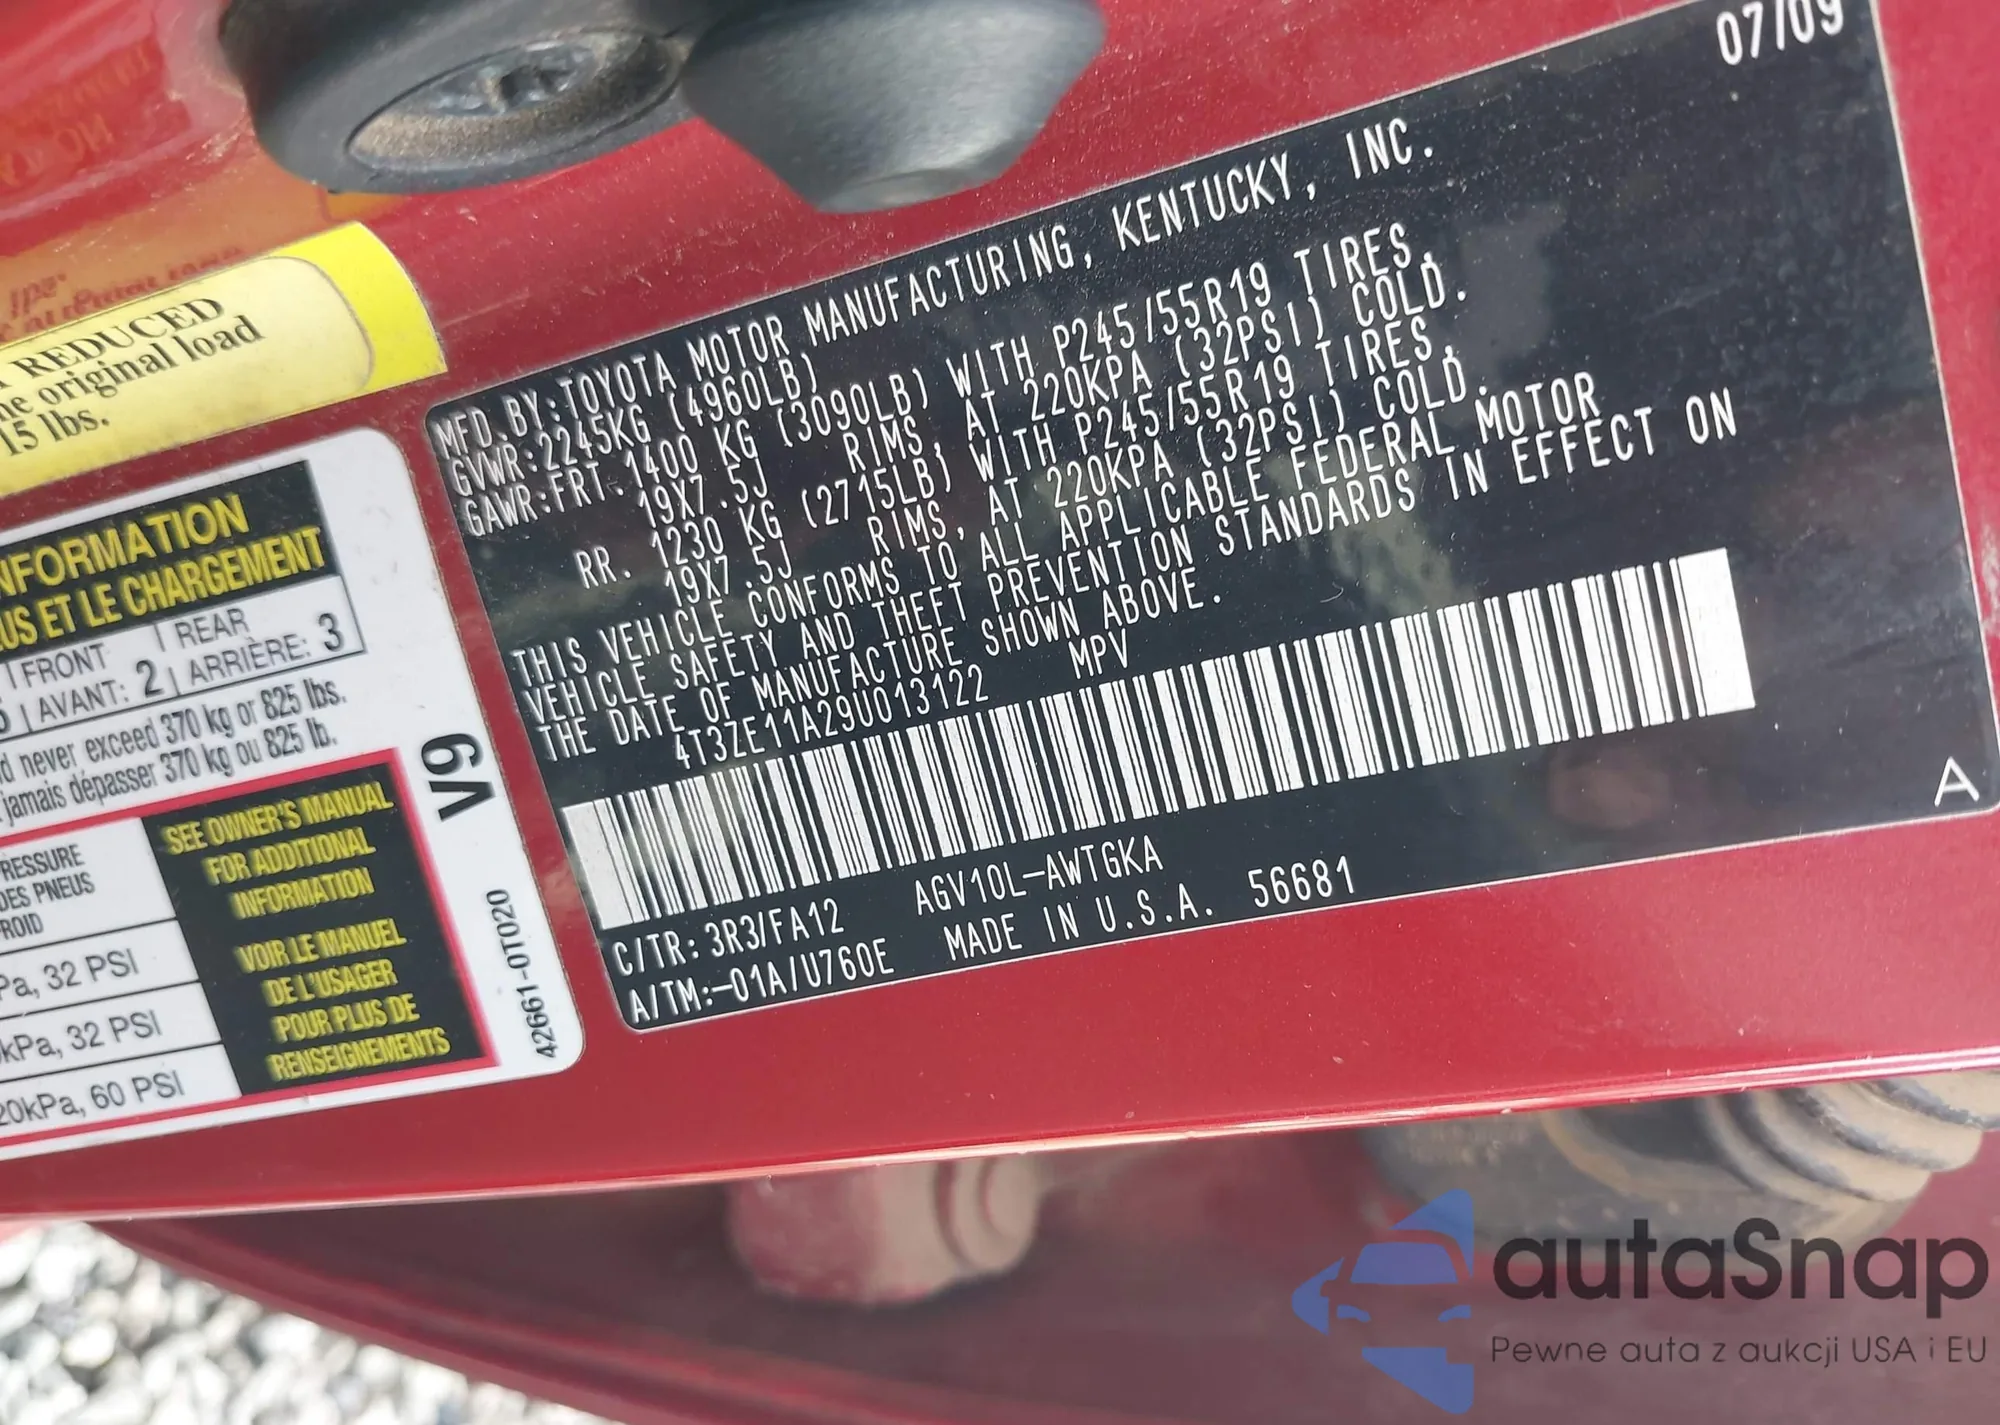 07/09
MFD. BY: TOYOTA MOTOR MANUFACTURING, KENTUCKY, INC.
GVWR: 2245KG (4960LB)
GAWR: FRT. 1400 KG (3090LB) WITH P245/55R19 TIRES,
19X7.5J RIMS, AT 220KPA (32PSI) COLD.
RR. 1230 KG (2715LB) WITH P245/55R19 TIRES,
19X7.5J RIMS, AT 220KPA (32PSI) COLD.
THIS VEHICLE CONFORMS TO ALL APPLICABLE FEDERAL MOTOR
VEHICLE SAFETY AND THEFT PREVENTION STANDARDS IN EFFECT ON
THE DATE OF MANUFACTURE SHOWN ABOVE.
4T3ZE11A29U013122 MPV
C/TR: 3R3/FA12 AGV10L-AWTGKA
A/TM:-01A/U760E MADE IN U.S.A. 56681
A
REDUCED
original load
15 lbs.
INFORMATION
ET LE CHARGEMENT
FRONT REAR
AVANT: 2 ARRIÈRE: 3
never exceed 370 kg or 825 lbs.
jamais dépasser 370 kg ou 825 lb.
V9
PRESSURE
DES PNEUS
FROID
kPa, 32 PSI
kPa, 32 PSI
20kPa, 60 PSI
SEE OWNER'S MANUAL
FOR ADDITIONAL
INFORMATION
VOIR LE MANUEL
DE L'USAGER
POUR PLUS DE
RENSEIGNEMENTS
42661-0T020
autaSnap
Pewne auta z aukcji USA i EU